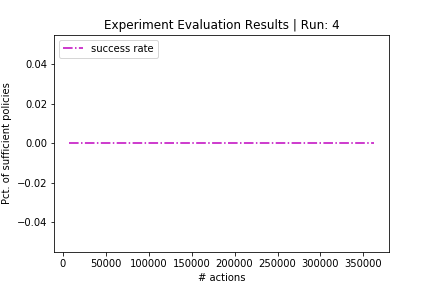 Experiment Evaluation Results | Run: 4
success rate
Pct. of sufficient policies
0.04
0.02
0.00
−0.02
−0.04
0 50000 100000 150000 200000 250000 300000 350000
# actions